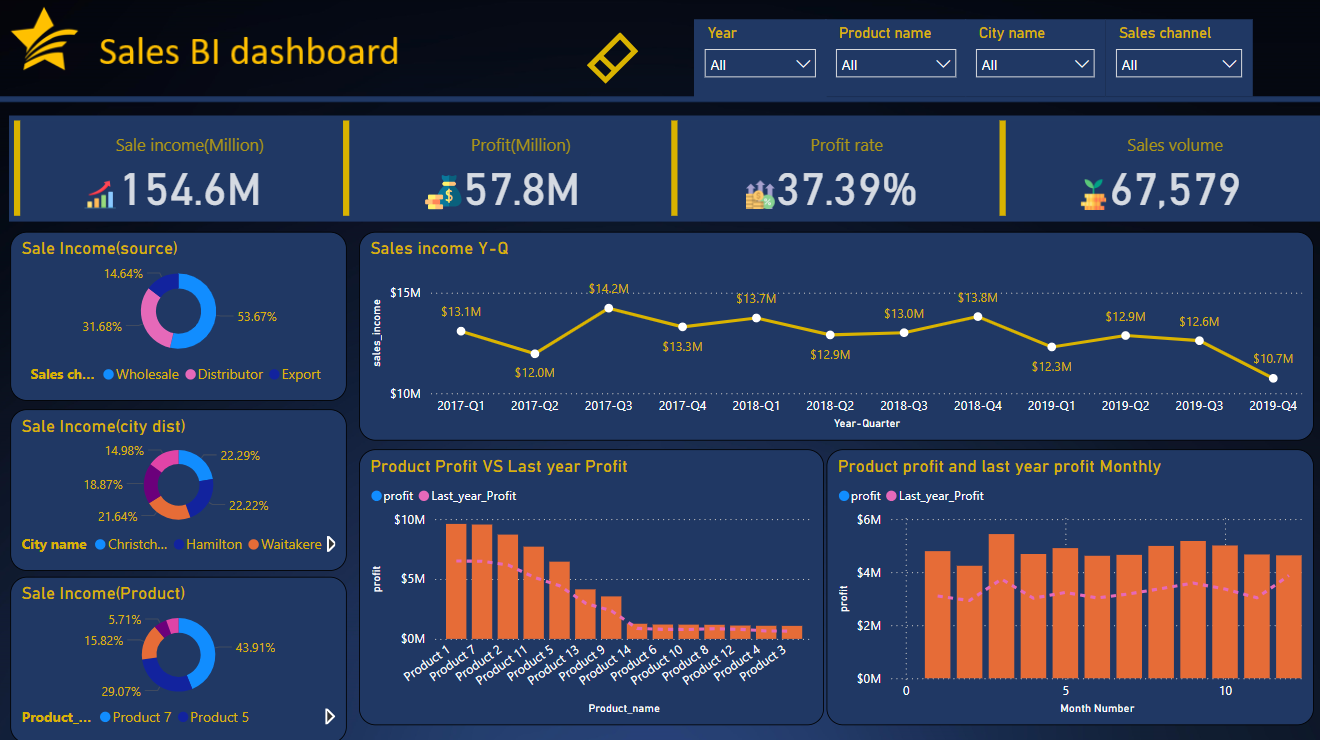 Sales BI dashboard
Year
Product name
City name
Sales channel
All
All
All
All
Sale income(Million)
154.6M
Profit(Million)
57.8M
Profit rate
37.39%
Sales volume
67,579
Sale Income(source)
14.64%
53.67%
31.68%
Sales ch... Wholesale Distributor Export
Sale Income(city dist)
14.98%
22.29%
18.87%
22.22%
21.64%
City name Christch... Hamilton Waitakere
Sale Income(Product)
5.71%
15.82%
43.91%
29.07%
Product_... Product 7 Product 5
Sales income Y-Q
sales_income
$15M
$10M
$13.1M
$12.0M
$14.2M
$13.3M
$13.7M
$12.9M
$13.0M
$13.8M
$12.3M
$12.9M
$12.6M
$10.7M
2017-Q1 2017-Q2 2017-Q3 2017-Q4 2018-Q1 2018-Q2 2018-Q3 2018-Q4 2019-Q1 2019-Q2 2019-Q3 2019-Q4
Year-Quarter
Product Profit VS Last year Profit
profit Last_year_Profit
profit
$10M
$5M
$0M
Product 1 Product 7 Product 2 Product 11 Product 5 Product 13 Product 9 Product 14 Product 6 Product 10 Product 8 Product 12 Product 4 Product 3
Product_name
Product profit and last year profit Monthly
profit Last_year_Profit
profit
$6M
$4M
$2M
$0M
0 5 10
Month Number